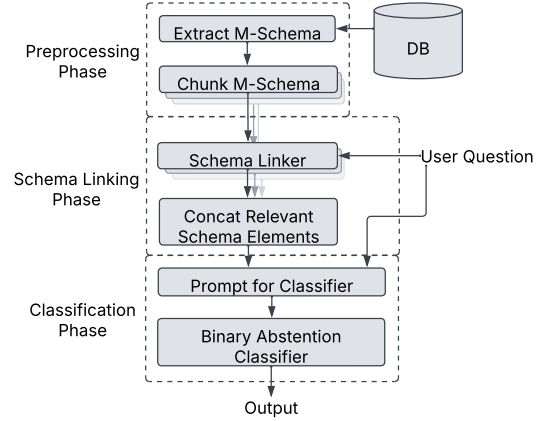 Extract M-Schema
DB
Preprocessing
Phase
Chunk M-Schema
Schema Linker
User Question
Schema Linking
Phase
Concat Relevant
Schema Elements
Prompt for Classifier
Classification
Phase
Binary Abstention
Classifier
Output